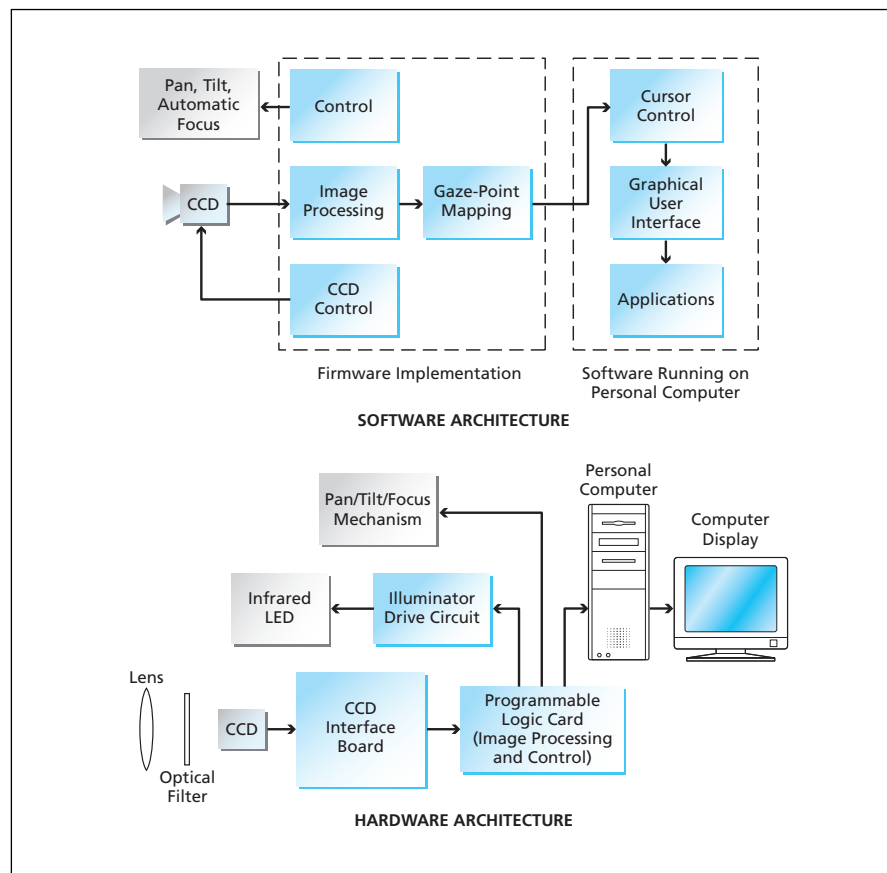 Pan, Tilt,
Automatic
Focus
Control
CCD
Image
Processing
Gaze-Point
Mapping
CCD
Control
Cursor
Control
Graphical
User
Interface
Applications
Firmware Implementation
Software Running on
Personal Computer
SOFTWARE ARCHITECTURE
Personal
Computer
Computer
Display
Pan/Tilt/Focus
Mechanism
Infrared
LED
Illuminator
Drive Circuit
Lens
Optical
Filter
CCD
CCD
Interface
Board
Programmable
Logic Card
(Image Processing
and Control)
HARDWARE ARCHITECTURE